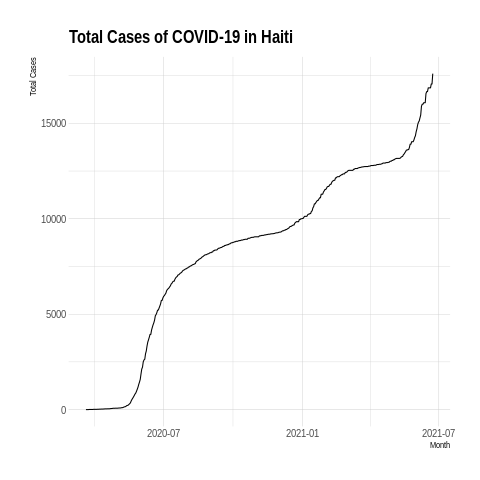 Total Cases of COVID-19 in Haiti
Total Cases
15000
10000
5000
0
2020-07
2021-01
2021-07
Month